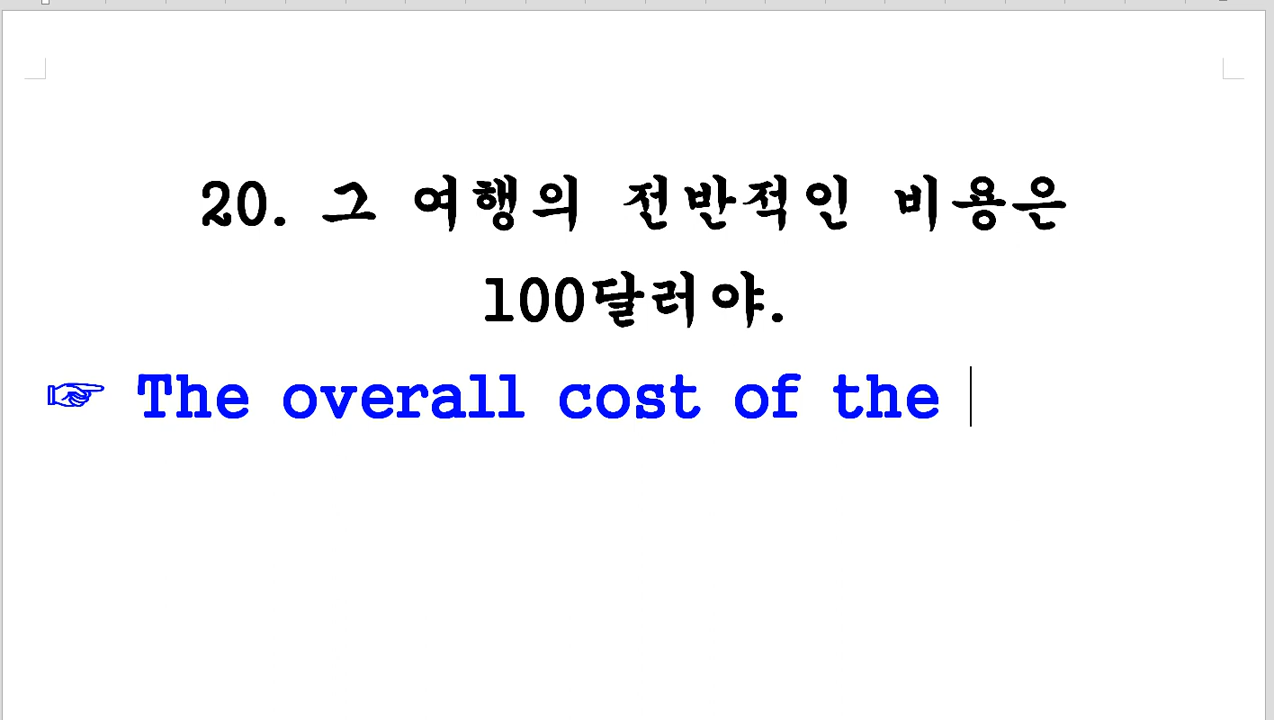 20. 그 여행의 전반적인 비용은
100달러야.
☞ The overall cost of the